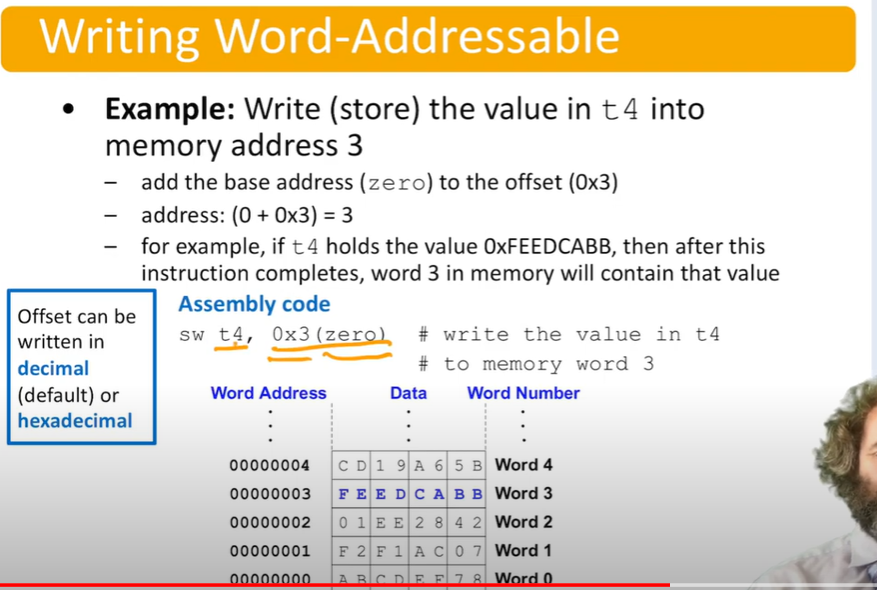 Writing Word-Addressable
• Example: Write (store) the value in t4 into
memory address 3
– add the base address (zero) to the offset (0x3)
– address: (0 + 0x3) = 3
– for example, if t4 holds the value 0xFEEDCABB, then after this
instruction completes, word 3 in memory will contain that value
Offset can be
written in
decimal
(default) or
hexadecimal
Assembly code
sw t4, 0x3(zero) # write the value in t4
# to memory word 3
Word Address Data Word Number
00000004 C D 1 9 A 6 5 B Word 4
00000003 F E E D C A B B Word 3
00000002 0 1 E E 2 8 4 2 Word 2
00000001 F 2 F 1 A C 0 7 Word 1
00000000 A B C D E F 7 8 Word 0